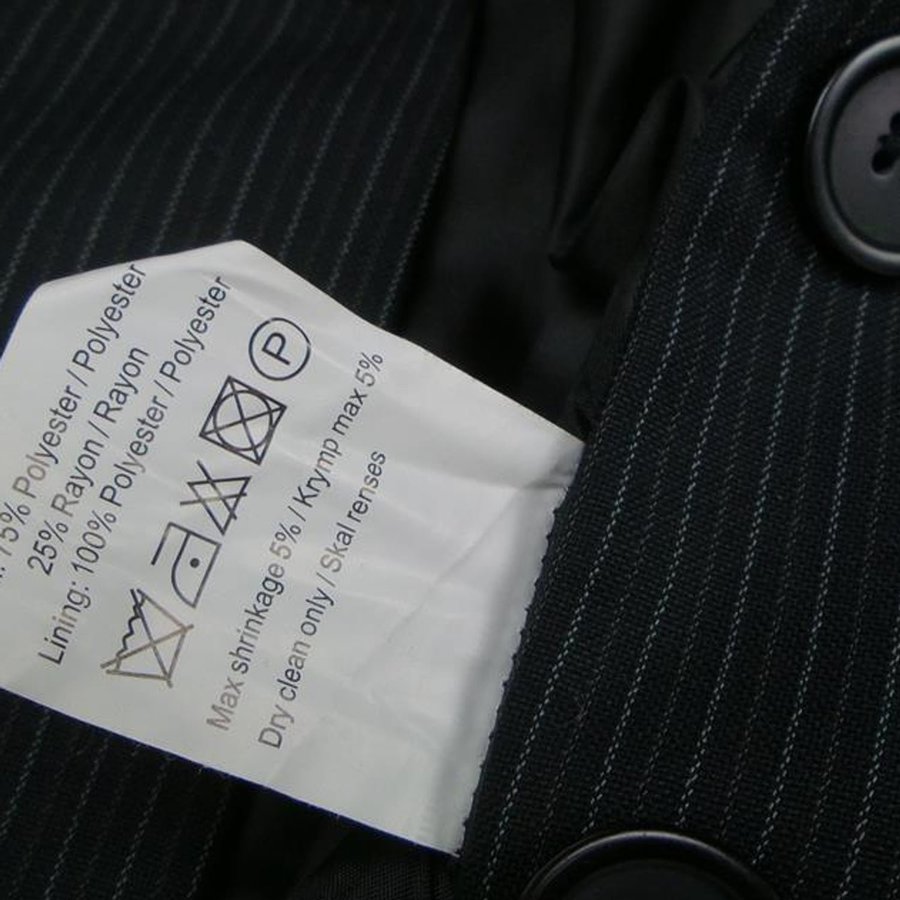 75% Polyester / Polyester
25% Rayon / Rayon
Lining: 100% Polyester / Polyester
P
Max shrinkage 5% / Krymp max 5%
Dry clean only / Skal renses